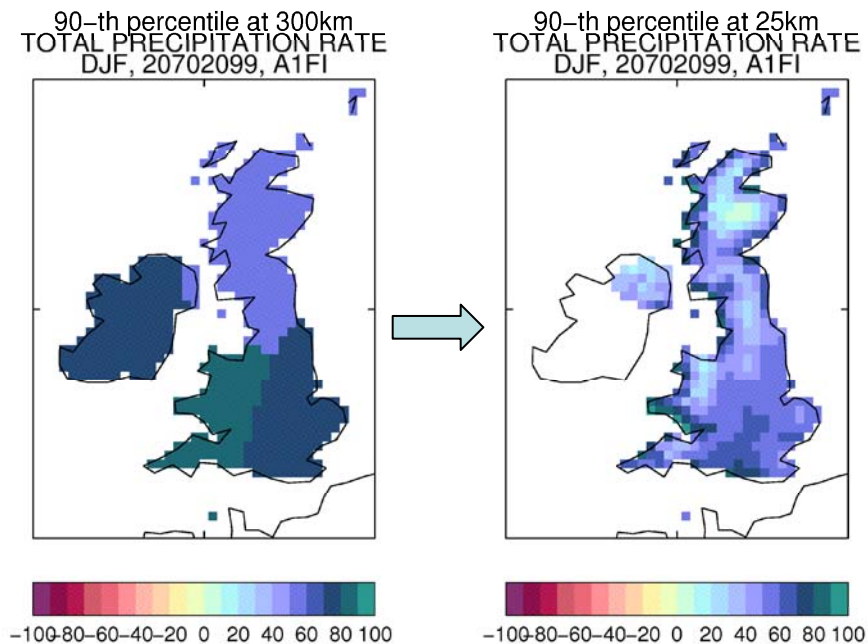 90−th percentile at 300km
TOTAL PRECIPITATION RATE
DJF, 20702099, A1FI
−100−80−60−40−20 0 20 40 60 80 100
90−th percentile at 25km
TOTAL PRECIPITATION RATE
DJF, 20702099, A1FI
−100−80−60−40−20 0 20 40 60 80 100